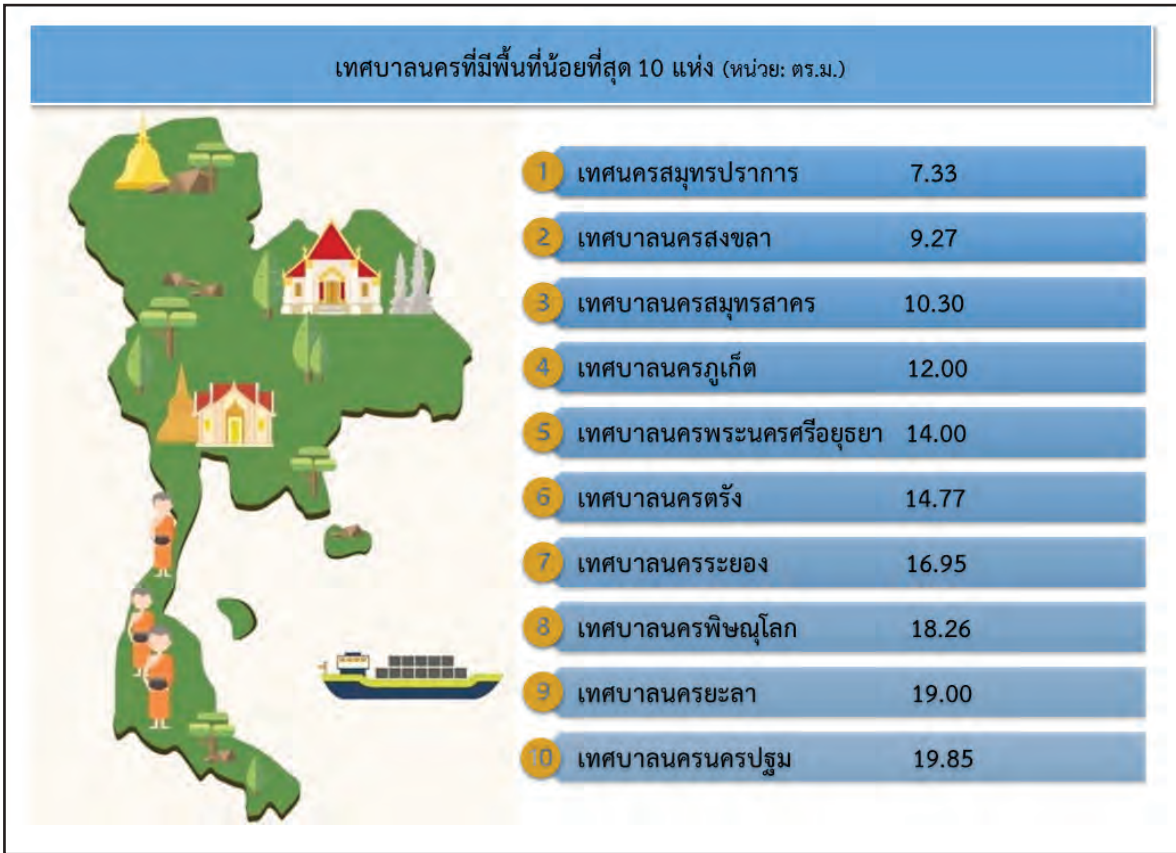 เทศบาลนครที่มีพื้นที่น้อยที่สุด 10 แห่ง (หน่วย: ตร.ม.)
1 เทศนครสมุทรปราการ 7.33
2 เทศบาลนครสงขลา 9.27
3 เทศบาลนครสมุทรสาคร 10.30
4 เทศบาลนครภูเก็ต 12.00
5 เทศบาลนครพระนครศรีอยุธยา 14.00
6 เทศบาลนครตรัง 14.77
7 เทศบาลนครระยอง 16.95
8 เทศบาลนครพิษณุโลก 18.26
9 เทศบาลนครยะลา 19.00
10 เทศบาลนครนครปฐม 19.85